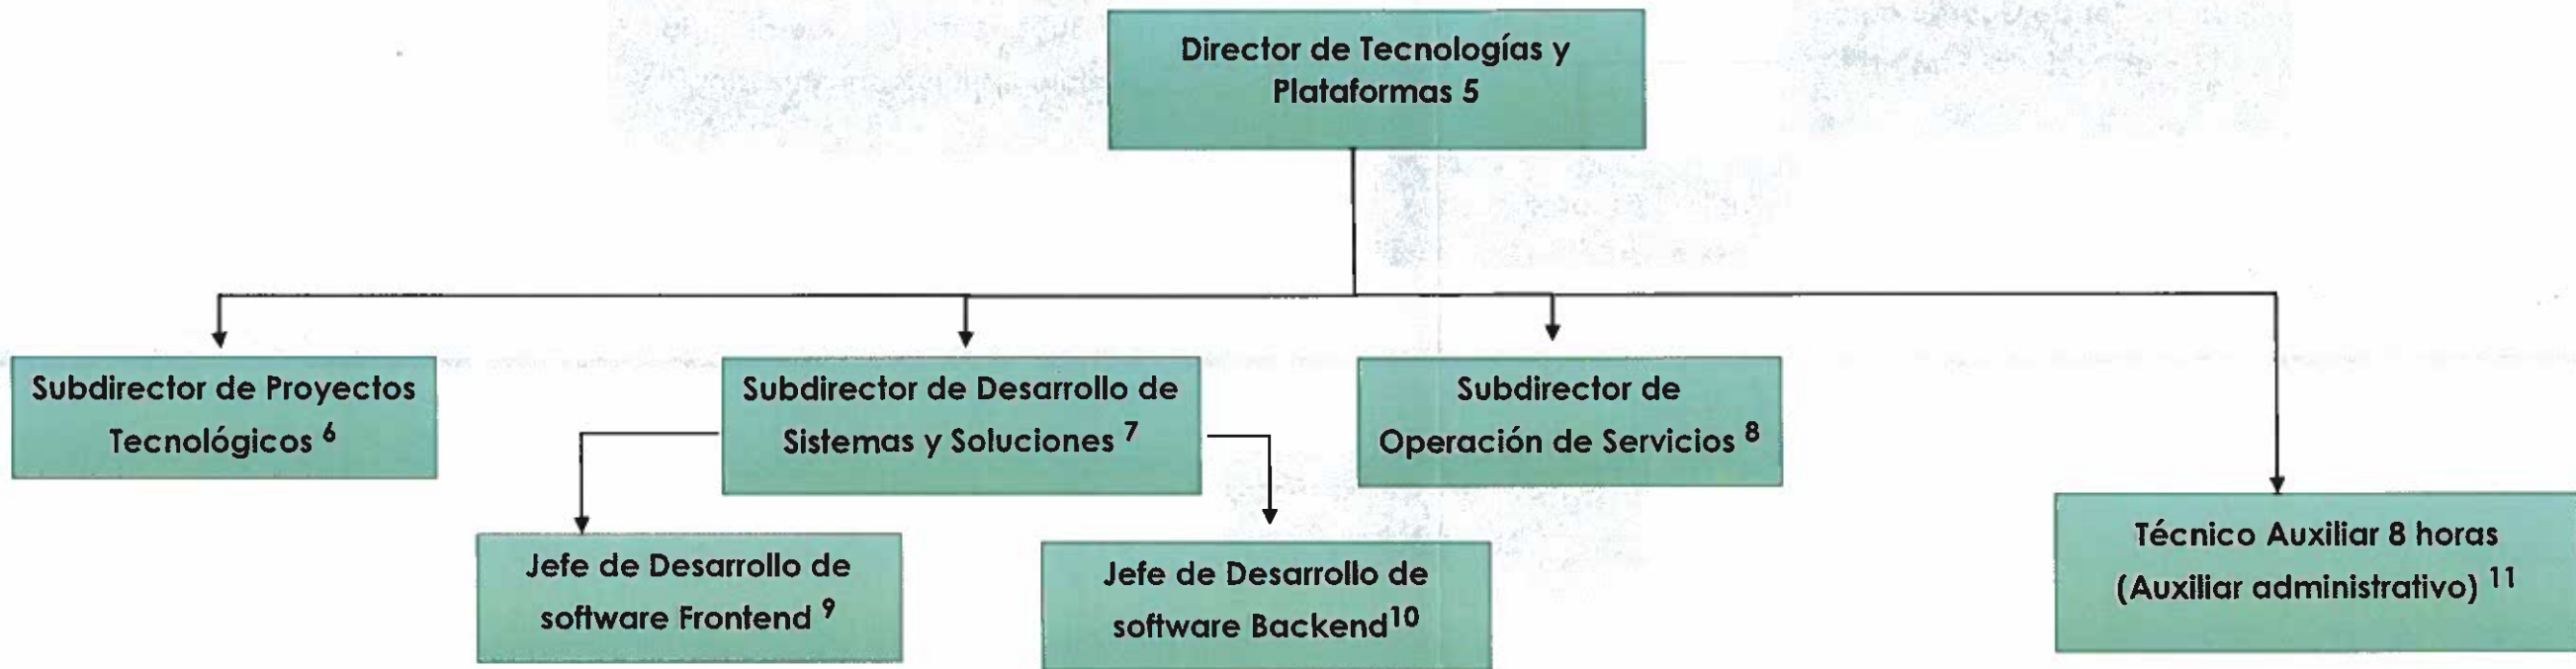 Director de Tecnologías y
Plataformas 5
Subdirector de Proyectos
Tecnológicos 6
Subdirector de Desarrollo de
Sistemas y Soluciones 7
Subdirector de
Operación de Servicios 8
Jefe de Desarrollo de
software Frontend 9
Jefe de Desarrollo de
software Backend10
Técnico Auxiliar 8 horas
(Auxiliar administrativo) 11